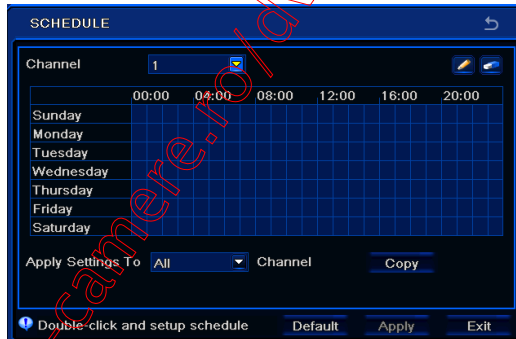 SCHEDULE
Channel 1
00:00 04:00 08:00 12:00 16:00 20:00
Sunday
Monday
Tuesday
Wednesday
Thursday
Friday
Saturday
Apply Settings To All Channel Copy
Double-click and setup schedule Default Apply Exit
camere.ro/